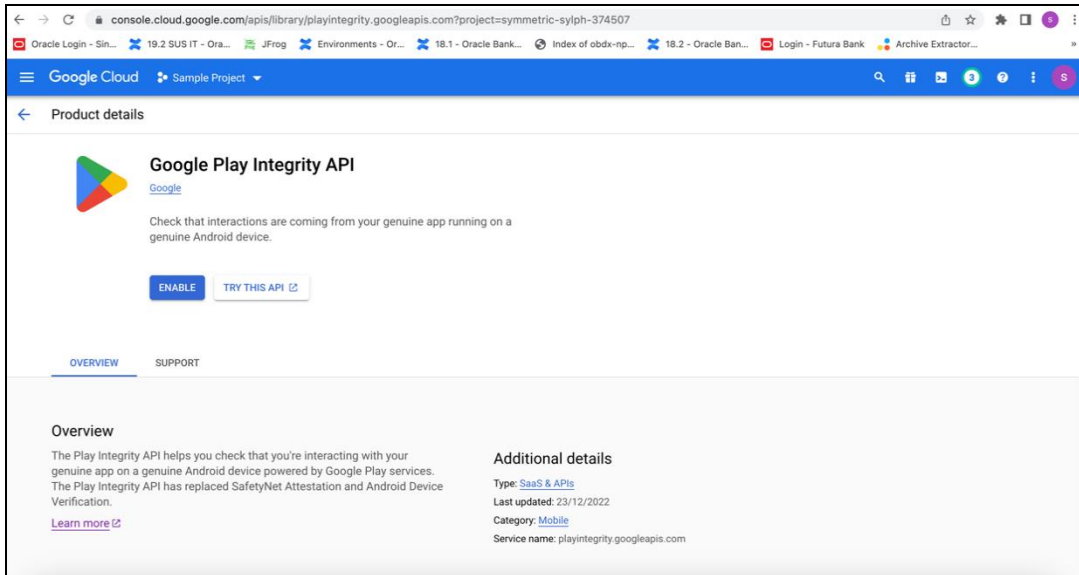 console.cloud.google.com/apis/library/playintegrity.googleapis.com?project=symmetric-sylph-374507
Oracle Login - Sin... 19.2 SUS IT - Ora... JFrog Environments - Or... 18.1 - Oracle Bank... Index of obdx-np... 18.2 - Oracle Ban... Login - Futura Bank Archive Extractor... »
Google Cloud Sample Project 3 S
Product details
Google Play Integrity API
Google
Check that interactions are coming from your genuine app running on a
genuine Android device.
ENABLE TRY THIS API
OVERVIEW SUPPORT
Overview
The Play Integrity API helps you check that you're interacting with your
genuine app on a genuine Android device powered by Google Play services.
The Play Integrity API has replaced SafetyNet Attestation and Android Device
Verification.
Learn more
Additional details
Type: SaaS & APIs
Last updated: 23/12/2022
Category: Mobile
Service name: playintegrity.googleapis.com